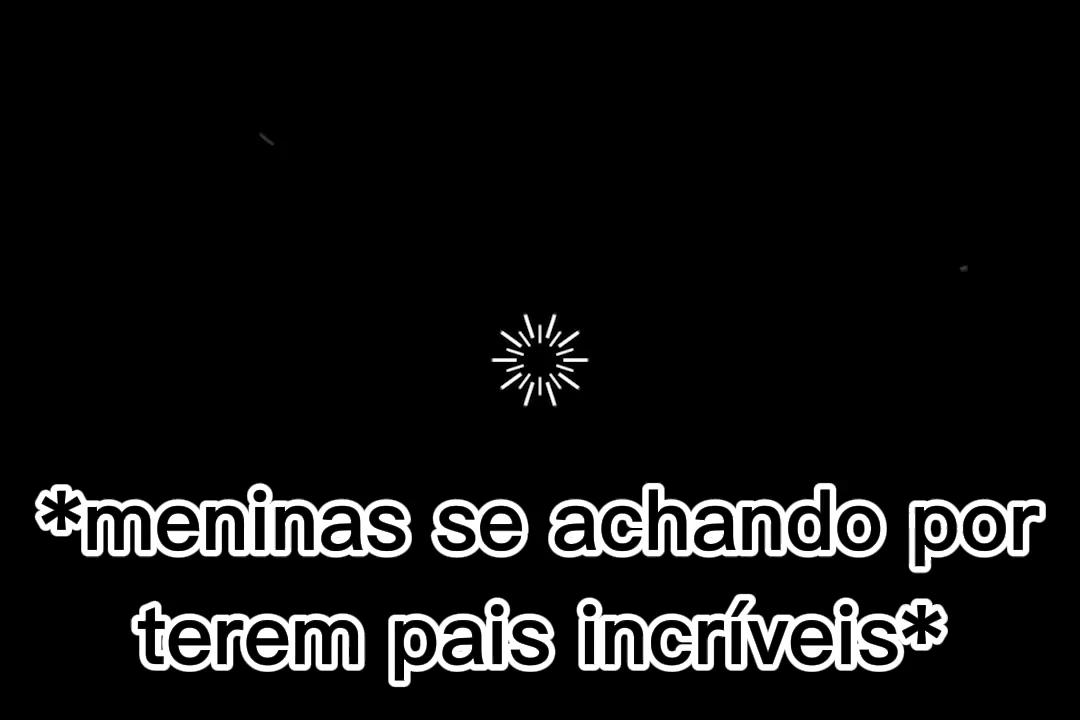 *meninas se achando por
terem pais incríveis*